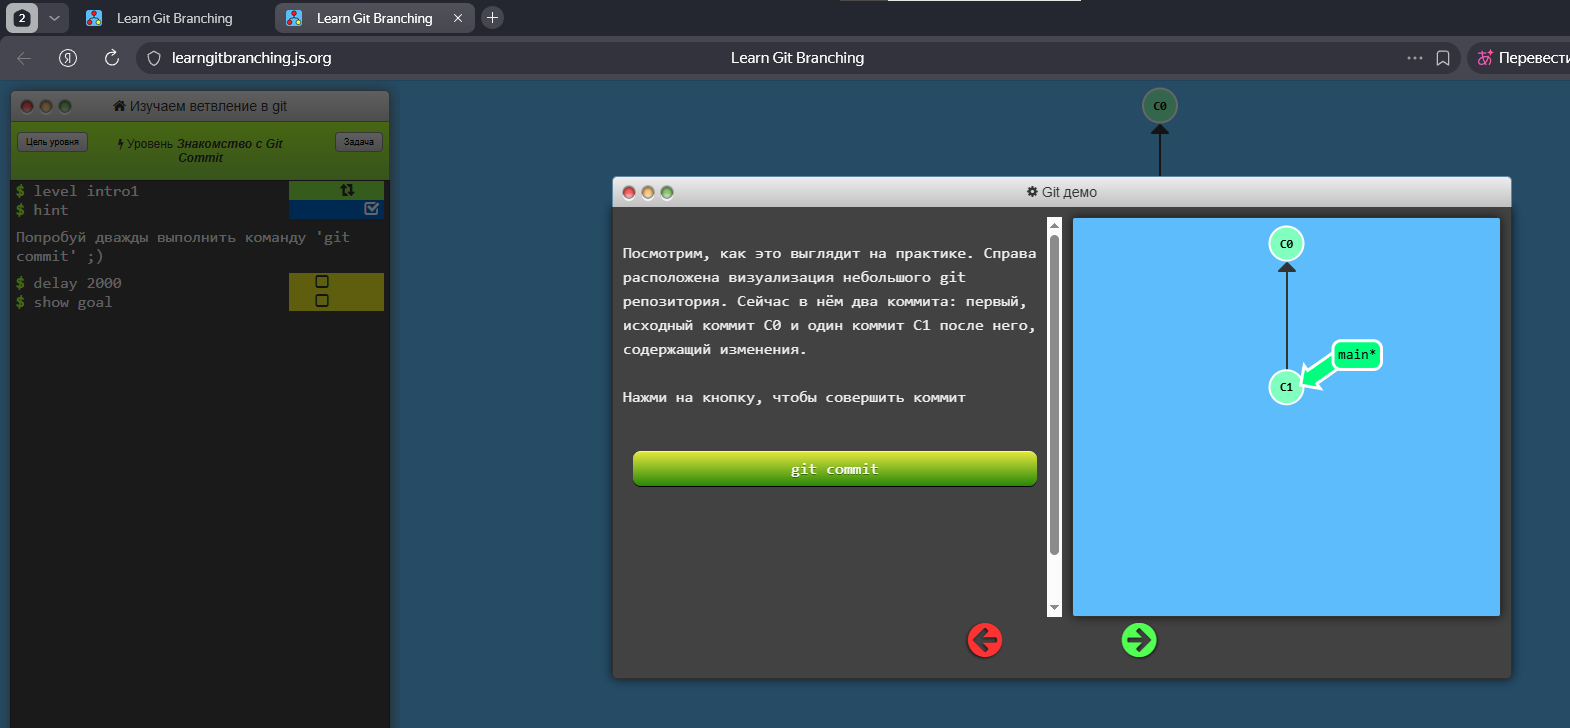 2
Learn Git Branching
Learn Git Branching
Я
learngitbranching.js.org
Learn Git Branching
Перевести
Изучаем ветвление в git
Цель уровня
Уровень Знакомство с Git
Commit
Задача
$ level intro1
$ hint
Попробуй дважды выполнить команду 'git
commit' ;)
$ delay 2000
$ show goal
C0
Git демо
Посмотрим, как это выглядит на практике. Справа
расположена визуализация небольшого git
репозитория. Сейчас в нём два коммита: первый,
исходный коммит C0 и один коммит C1 после него,
содержащий изменения.
Нажми на кнопку, чтобы совершить коммит
git commit
C0
main*
C1